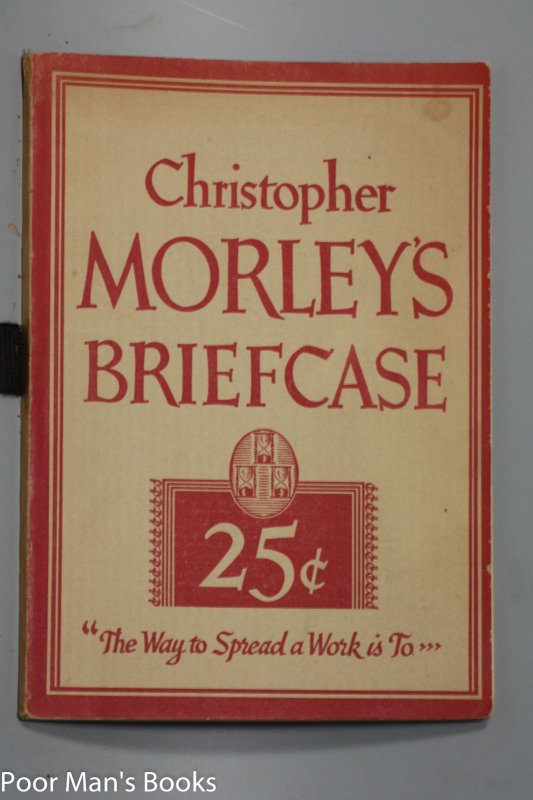 Christopher
MORLEY'S
BRIEFCASE
25¢
"The Way to Spread a Work is To ›››
Poor Man's Books